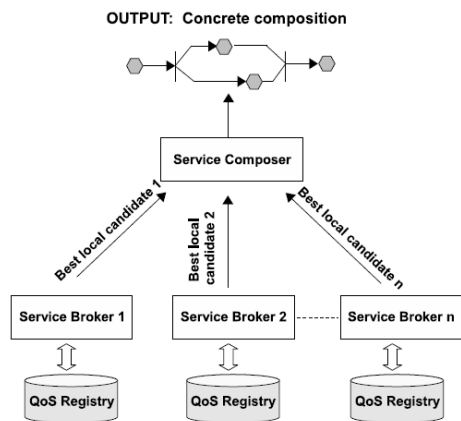 OUTPUT: Concrete composition
Service Composer
Best local candidate 1
Best local
candidate 2
Best local candidate n
Service Broker 1
Service Broker 2
Service Broker n
QoS Registry
QoS Registry
QoS Registry